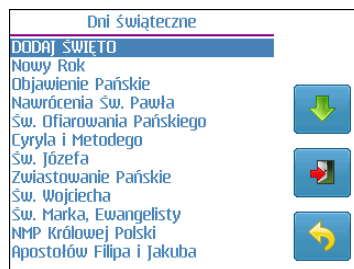 Dni świąteczne
DODAJ ŚWIĘTO
Nowy Rok
Objawienie Pańskie
Nawrócenia Św. Pawła
Św. Ofiarowania Pańskiego
Cyryla i Metodego
Św. Józefa
Zwiastowanie Pańskie
Św. Wojciecha
Św. Marka, Ewangelisty
NMP Królowej Polski
Apostołów Filipa i Jakuba